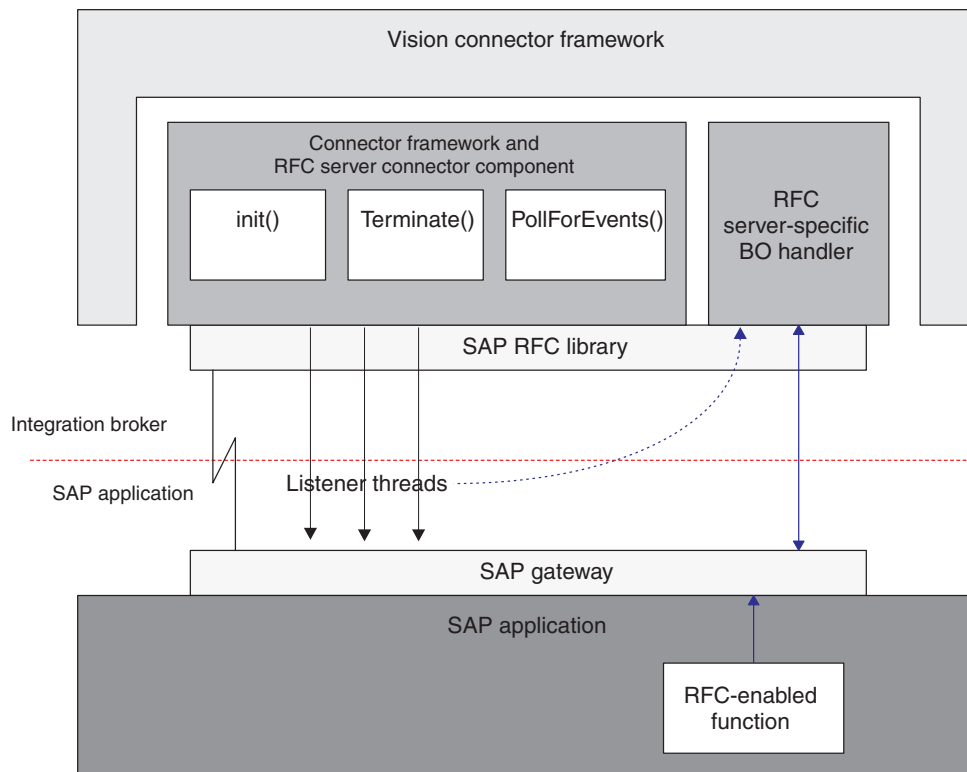 Vision connector framework
Connector framework and
RFC server connector component
init()
Terminate()
PollForEvents()
RFC
server-specific
BO handler
SAP RFC library
Integration broker
SAP application
Listener threads
SAP gateway
SAP application
RFC-enabled
function